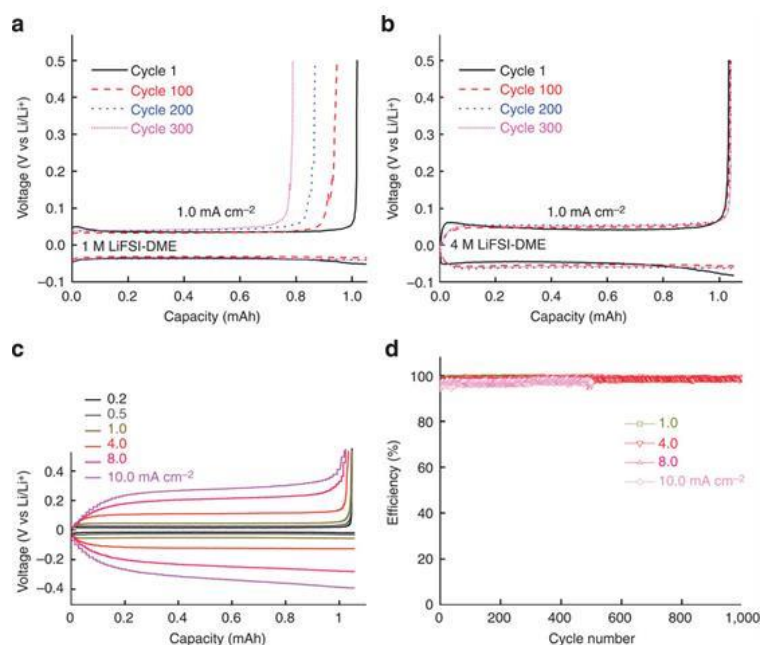 a
0.5
Cycle 1
Cycle 100
0.4
Cycle 200
0.3
Cycle 300
0.2
1.0 mA cm⁻²
0.1
0.0
1 M LiFSI-DME
–0.1
0.0 0.2 0.4 0.6 0.8 1.0
Voltage (V vs Li/Li⁺)
Capacity (mAh)
b
0.5
Cycle 1
Cycle 100
0.4
Cycle 200
0.3
Cycle 300
0.2
1.0 mA cm⁻²
0.1
0.0
4 M LiFSI-DME
–0.1
0.0 0.2 0.4 0.6 0.8 1.0
Voltage (V vs Li/Li⁺)
Capacity (mAh)
c
0.2
0.5
1.0
4.0
8.0
10.0 mA cm⁻²
0.4
0.2
0
–0.2
–0.4
0 0.2 0.4 0.6 0.8 1.0
Voltage (V vs Li/Li⁺)
Capacity (mAh)
d
100
80
1.0
60
4.0
8.0
40
10.0 mA cm⁻²
20
0
0 200 400 600 800 1,000
Efficiency (%)
Cycle number